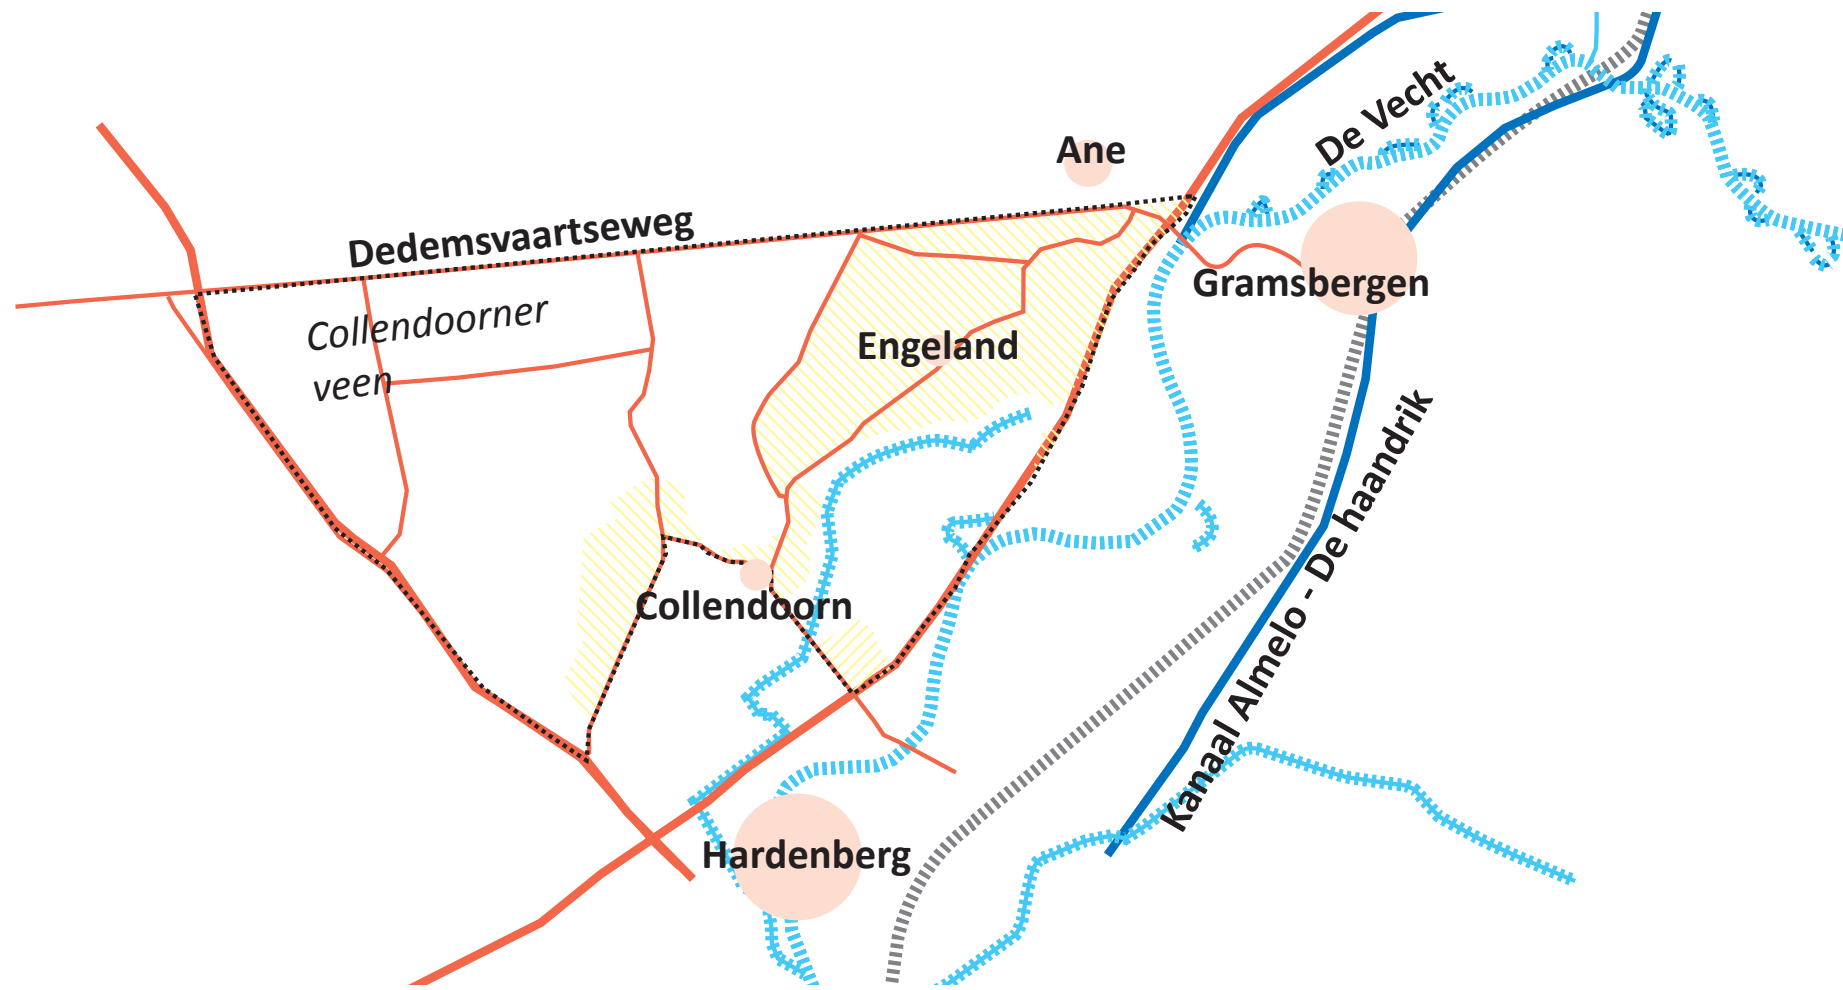 De Vecht
Ane
Dedemsvaartseweg
Gramsbergen
Collendoorner
veen
Engeland
Kanaal Almelo - De haandrik
Collendoorn
Hardenberg